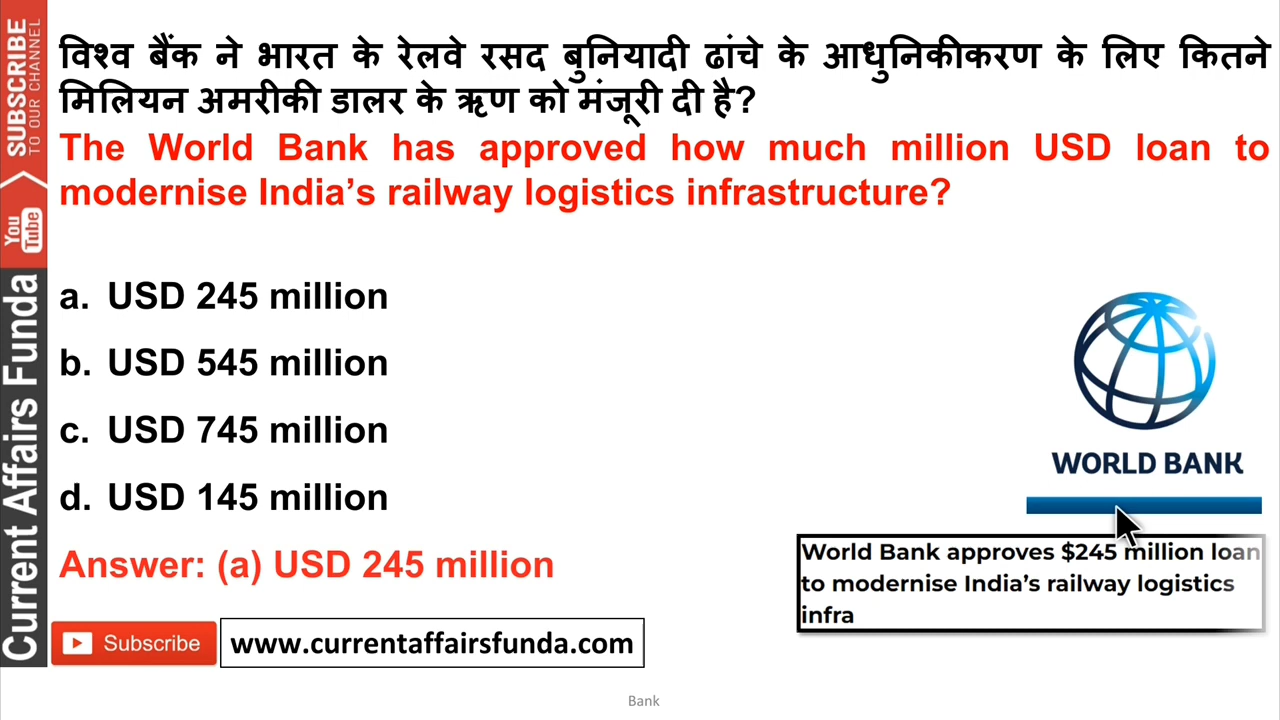 विश्व बैंक ने भारत के रेलवे रसद बुनियादी ढांचे के आधुनिकीकरण के लिए कितने
मिलियन अमरीकी डालर के ऋण को मंजूरी दी है?
The World Bank has approved how much million USD loan to
modernise India’s railway logistics infrastructure?
a. USD 245 million
b. USD 545 million
c. USD 745 million
d. USD 145 million
Answer: (a) USD 245 million
WORLD BANK
World Bank approves $245 million loan
to modernise India’s railway logistics
infra
Subscribe
www.currentaffairsfunda.com
Bank
SUBSCRIBE
TO OUR CHANNEL
You
Tube
Current Affairs Funda